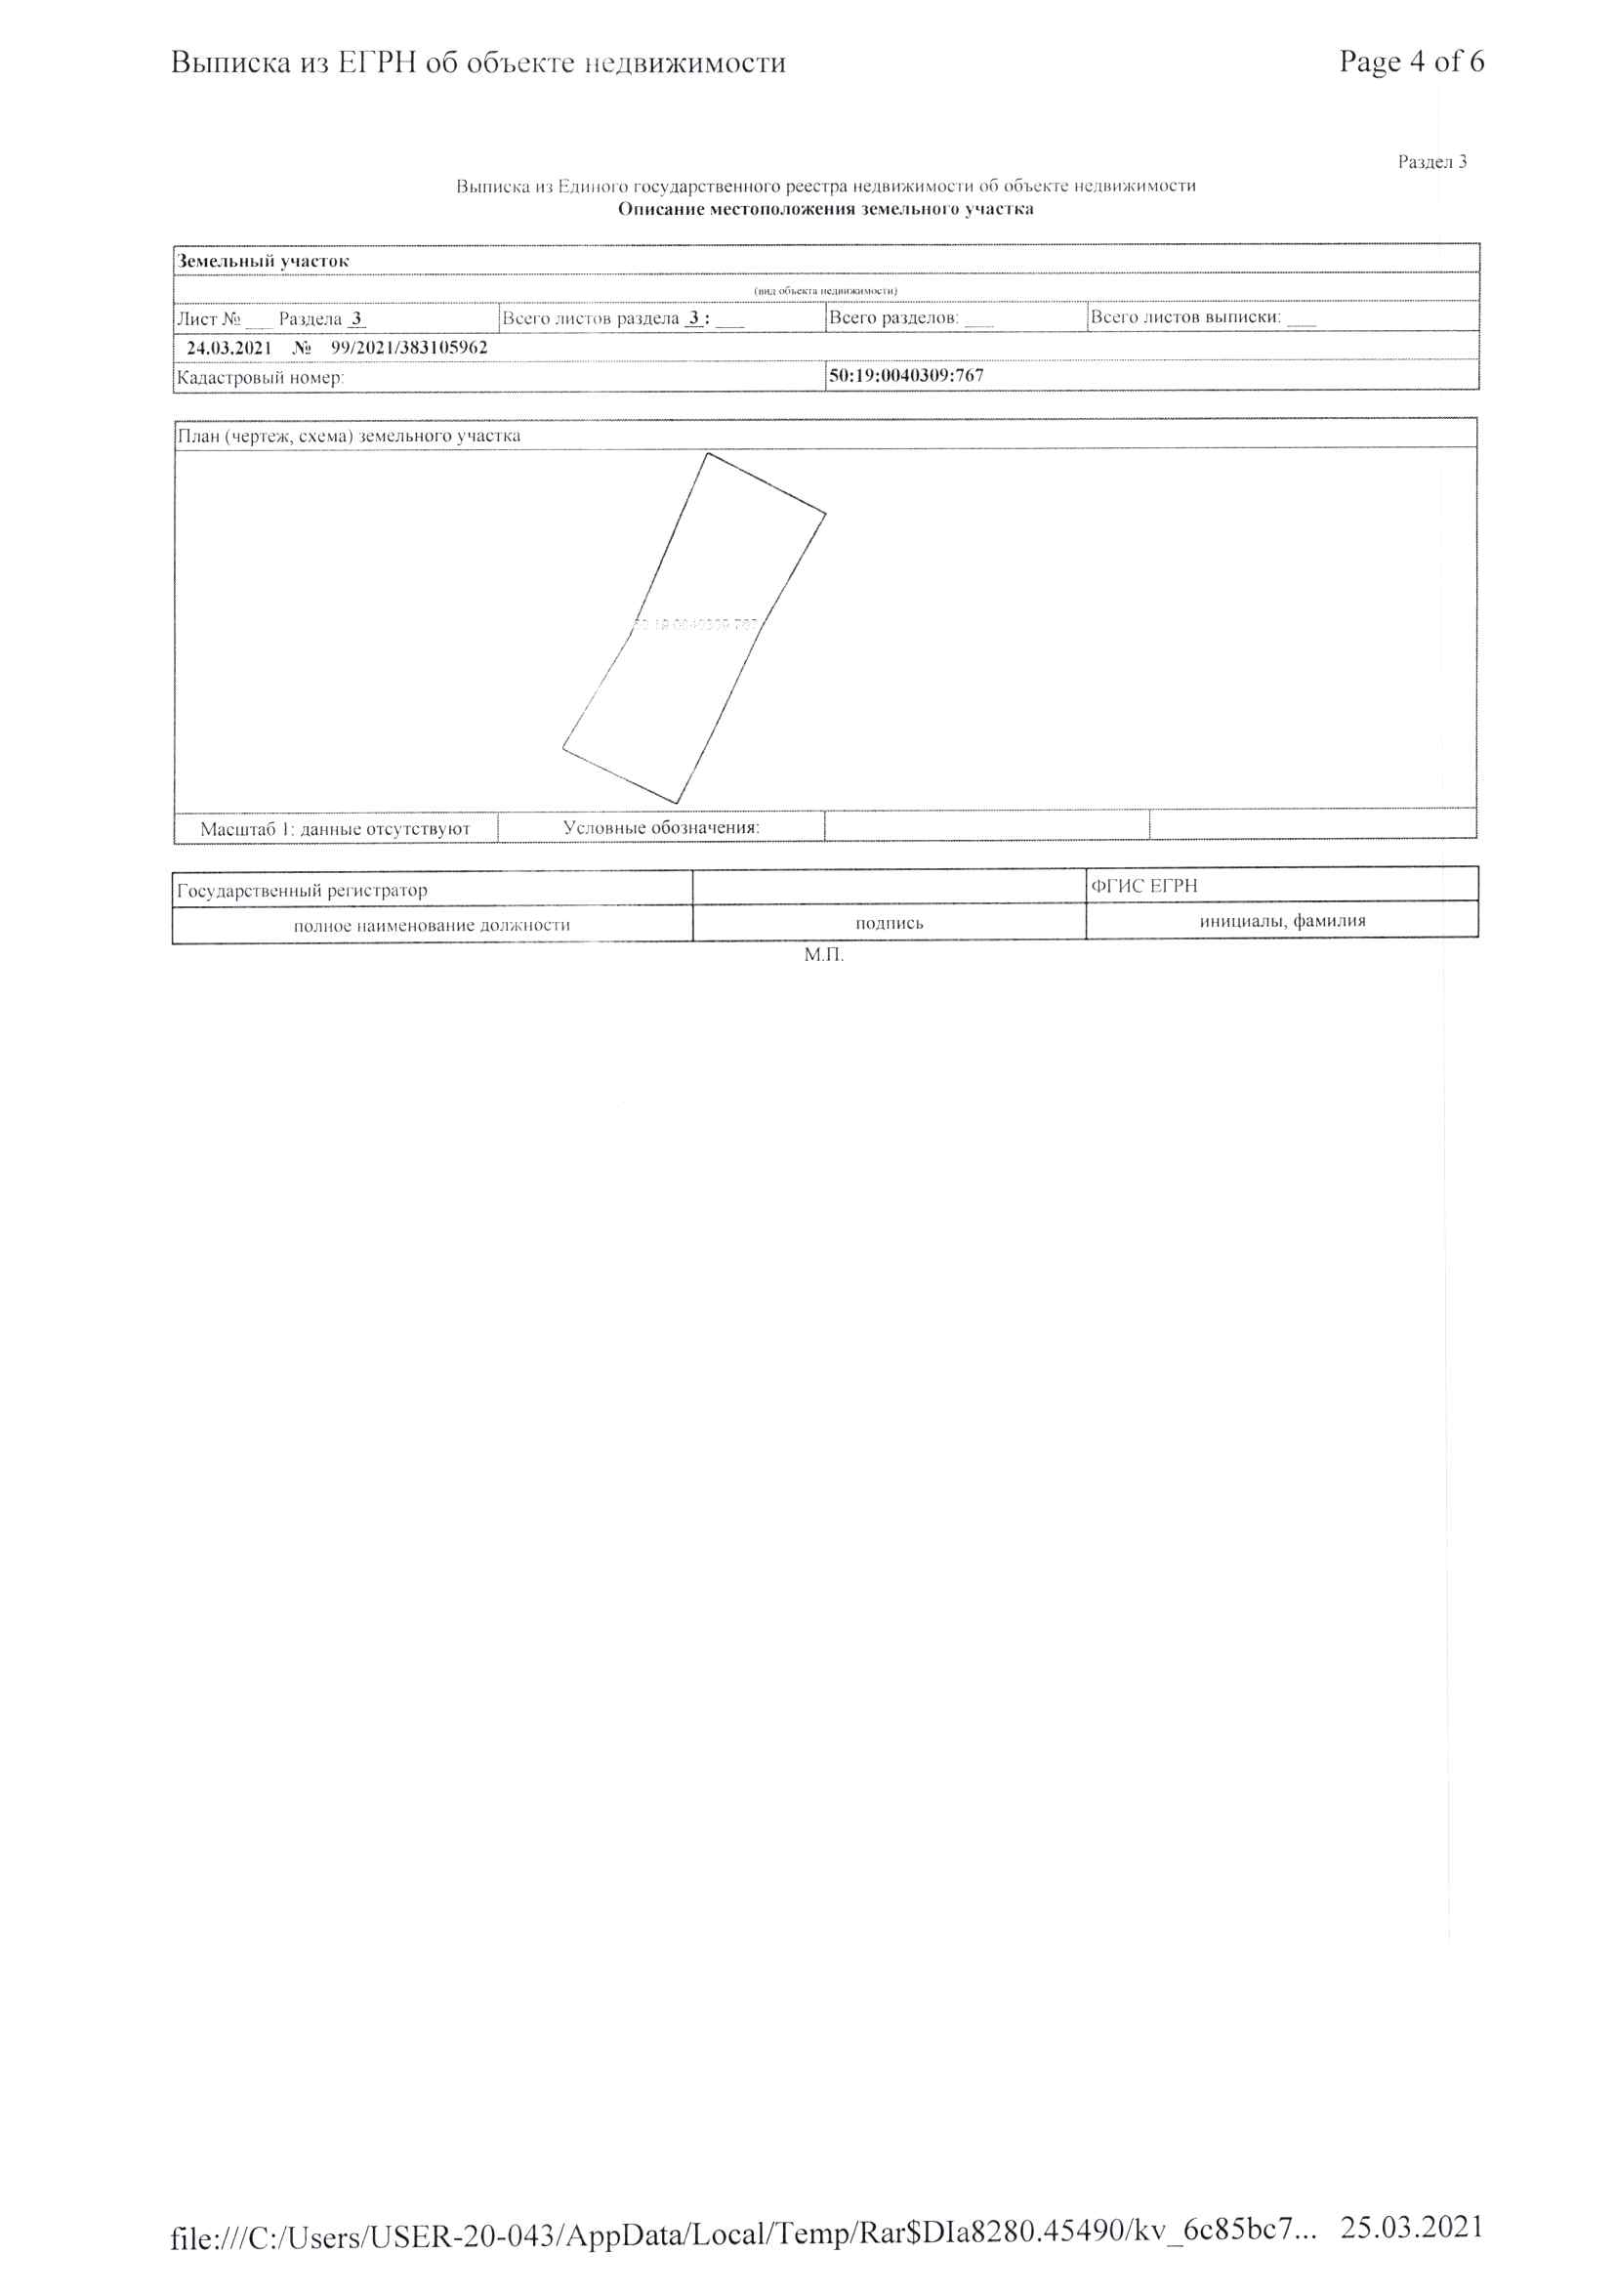 Выписка из ЕГРН об объекте недвижимости Page 4 of 6
Раздел 3
Выписка из Единого государственного реестра недвижимости об объекте недвижимости
Описание местоположения земельного участка
Земельный участок
(вид объекта недвижимости)
Лист № ___ Раздела 3 Всего листов раздела 3 : ___ Всего разделов: ___ Всего листов выписки: ___
24.03.2021 № 99/2021/383105962
Кадастровый номер: 50:19:0040309:767
План (чертеж, схема) земельного участка
50:19:0040309:767
Масштаб 1: данные отсутствуют Условные обозначения:
Государственный регистратор ФГИС ЕГРН
полное наименование должности подпись инициалы, фамилия
М.П.
file:///C:/Users/USER-20-043/AppData/Local/Temp/Rar$DIa8280.45490/kv_6c85bc7... 25.03.2021